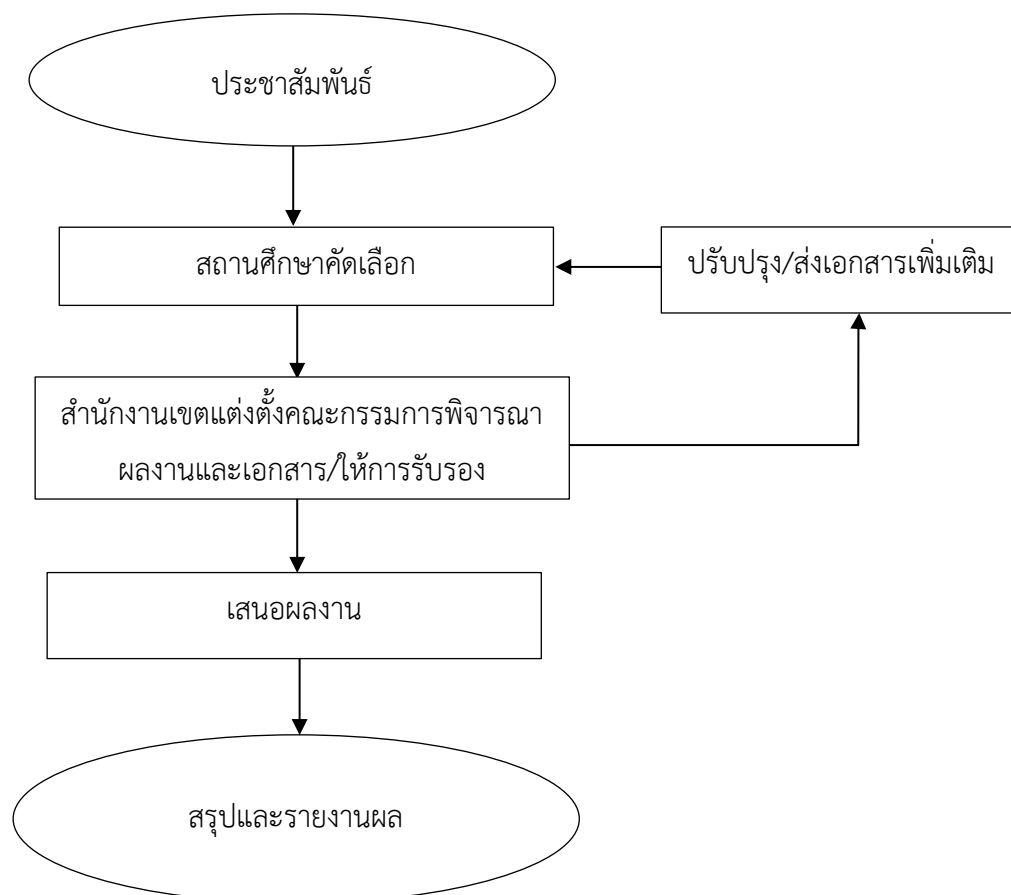 ประชาสัมพันธ์
สถานศึกษาคัดเลือก
ปรับปรุง/ส่งเอกสารเพิ่มเติม
สำนักงานเขตแต่งตั้งคณะกรรมการพิจารณา
ผลงานและเอกสาร/ให้การรับรอง
เสนอผลงาน
สรุปและรายงานผล